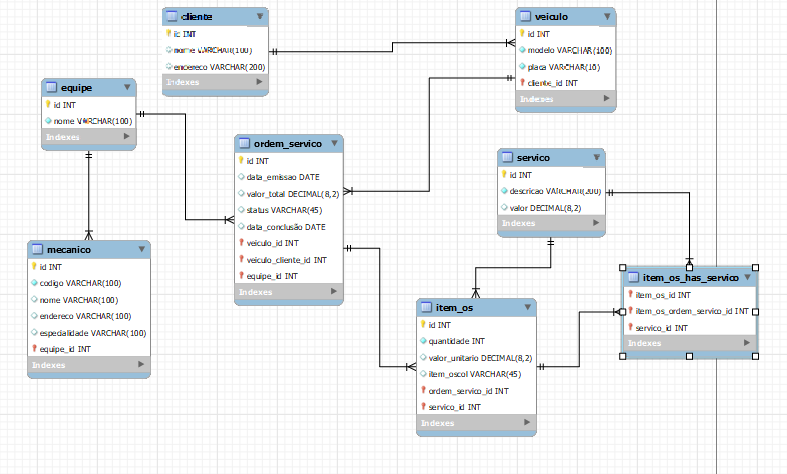 cliente
id INT
nome VARCHAR(100)
endereco VARCHAR(200)
Indexes
veiculo
id INT
modelo VARCHAR(100)
placa VARCHAR(10)
cliente_id INT
Indexes
equipe
id INT
nome VARCHAR(100)
Indexes
ordem_servico
id INT
data_emissao DATE
valor_total DECIMAL(8,2)
status VARCHAR(45)
data_conclusão DATE
veiculo_id INT
veiculo_cliente_id INT
equipe_id INT
Indexes
servico
id INT
descricao VARCHAR(200)
valor DECIMAL(8,2)
Indexes
mecanico
id INT
codigo VARCHAR(100)
nome VARCHAR(100)
endereco VARCHAR(100)
especialidade VARCHAR(100)
equipe_id INT
Indexes
item_os
id INT
quantidade INT
valor_unitario DECIMAL(8,2)
item_oscol VARCHAR(45)
ordem_servico_id INT
servico_id INT
Indexes
item_os_has_servico
item_os_id INT
item_os_ordem_servico_id INT
servico_id INT
Indexes